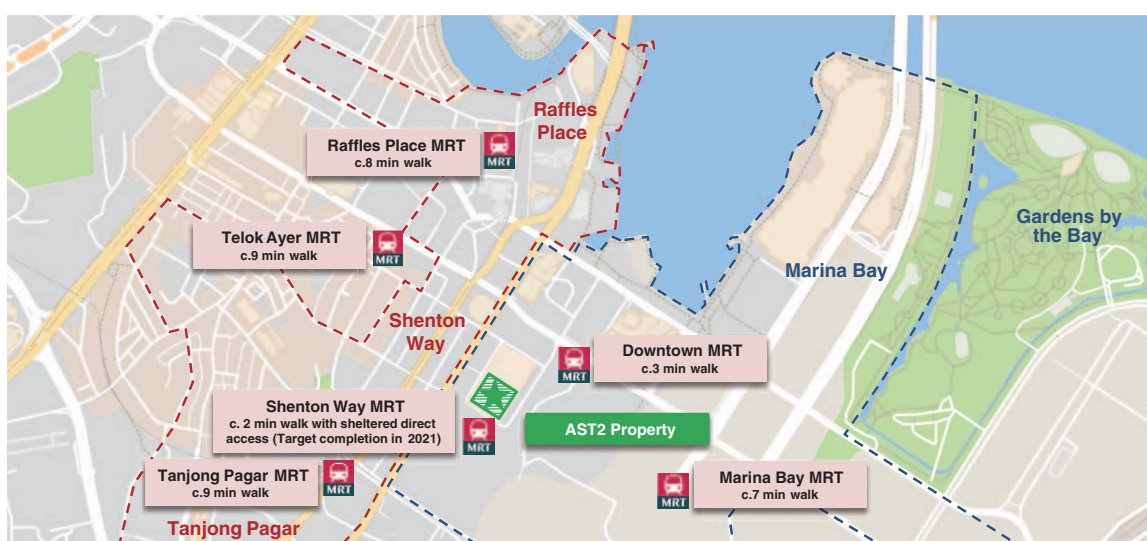 Raffles
Place
Raffles Place MRT
c.8 min walk
MRT
Telok Ayer MRT
c.9 min walk
MRT
Gardens by
the Bay
Marina Bay
Shenton
Way
Downtown MRT
c.3 min walk
MRT
Shenton Way MRT
c. 2 min walk with sheltered direct
access (Target completion in 2021)
MRT
AST2 Property
Tanjong Pagar MRT
c.9 min walk
MRT
Marina Bay MRT
c.7 min walk
MRT
Tanjong Pagar